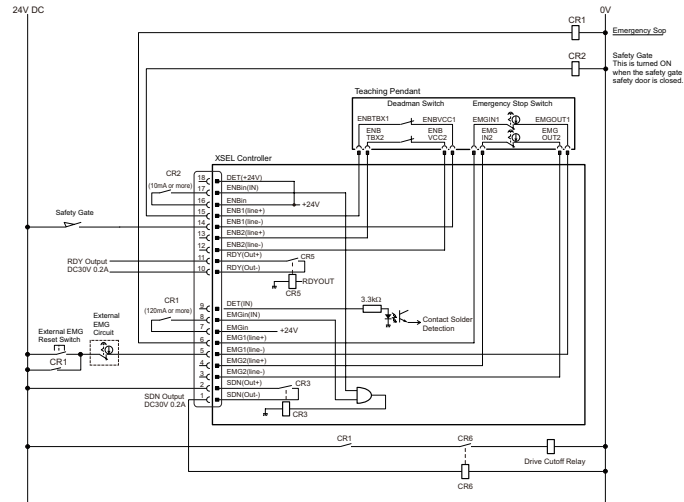 24V DC
0V
CR1
Emergency Sop
CR2
Safety Gate
This is turned ON
when the safety gate
safety door is closed.
Teaching Pendant
Deadman Switch
Emergency Stop Switch
ENBTBX1
ENBVCC1
EMGIN1
EMGOUT1
ENB
TBX2
ENB
VCC2
EMG
IN2
EMG
OUT2
XSEL Controller
CR2
(10mA or more)
18
DET(+24V)
17
ENBin(IN)
16
ENBin
+24V
15
ENB1(line+)
Safety Gate
14
ENB1(line-)
13
ENB2(line+)
12
ENB2(line-)
RDY Output
DC30V 0.2A
11
RDY(Out+)
CR5
10
RDY(Out-)
RDYOUT
CR5
CR1
(120mA or more)
9
DET(IN)
3.3kΩ
8
EMGin(IN)
Contact Solder
Detection
7
EMGin
+24V
External EMG
Reset Switch
External
EMG
Circuit
6
EMG1(line+)
5
EMG1(line-)
CR1
4
EMG2(line+)
3
EMG2(line-)
SDN Output
DC30V 0.2A
2
SDN(Out+)
CR3
1
SDN(Out-)
CR3
CR1
CR6
Drive Cutoff Relay
CR6